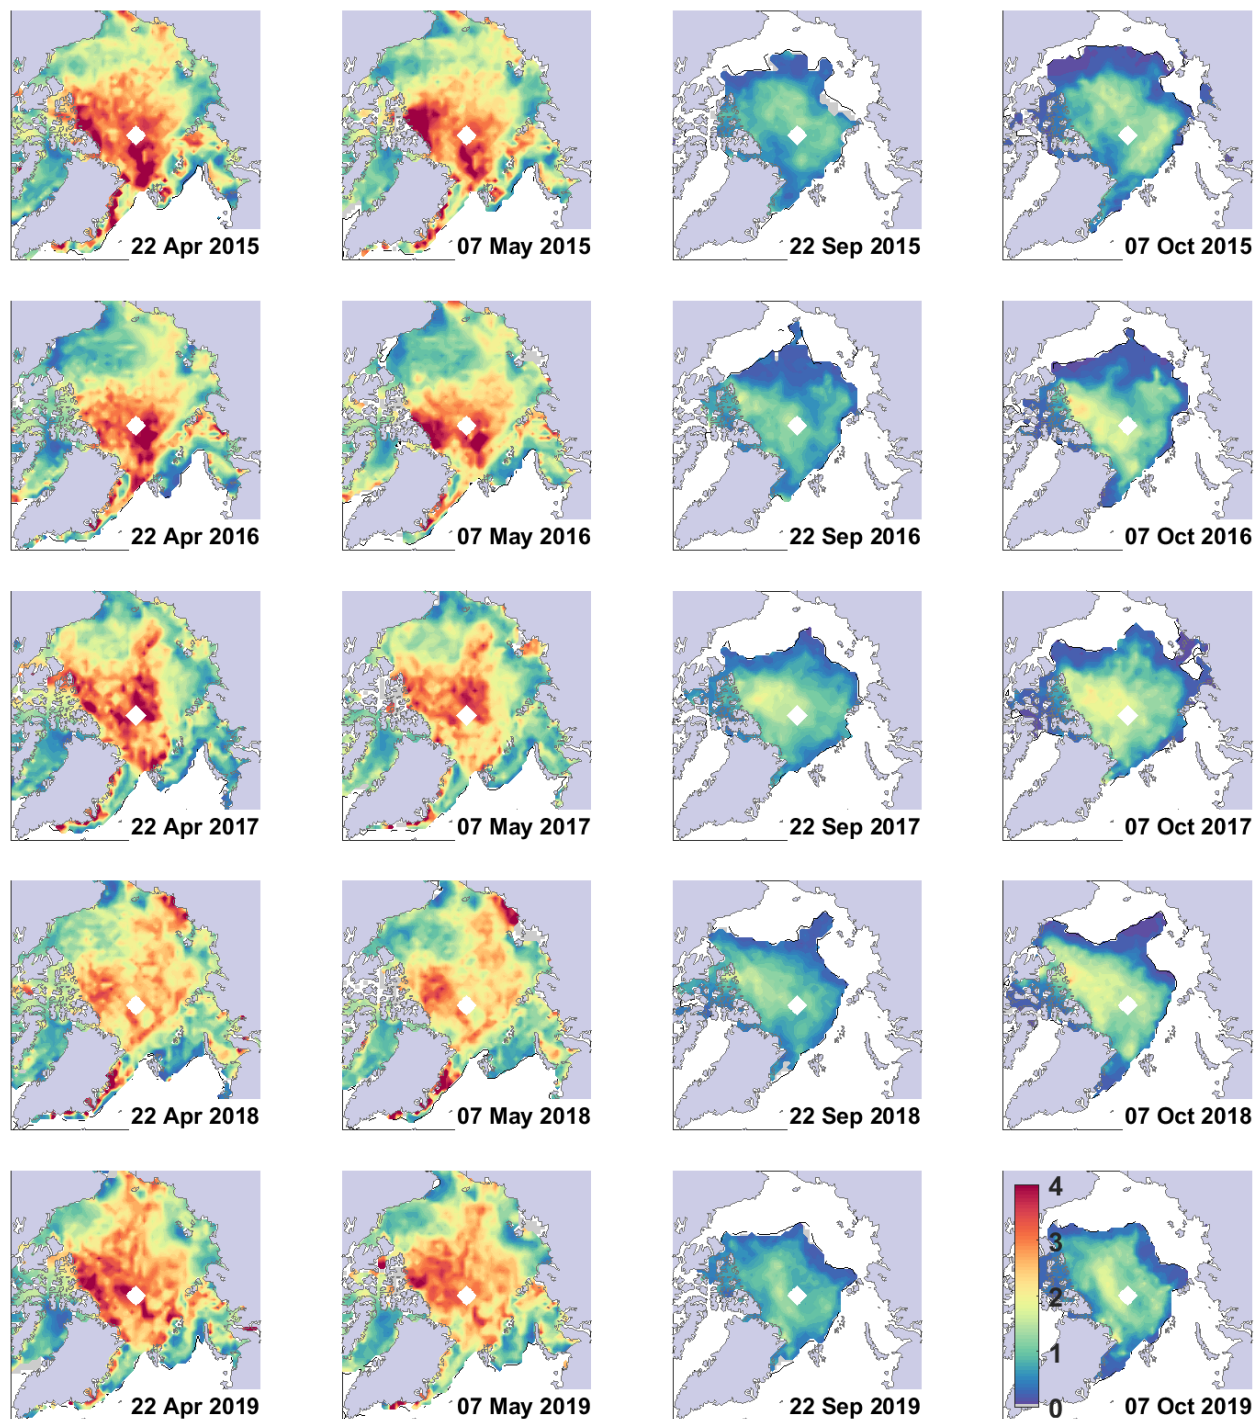 22 Apr 2015
07 May 2015
22 Sep 2015
07 Oct 2015
22 Apr 2016
07 May 2016
22 Sep 2016
07 Oct 2016
22 Apr 2017
07 May 2017
22 Sep 2017
07 Oct 2017
22 Apr 2018
07 May 2018
22 Sep 2018
07 Oct 2018
4
3
2
1
0
22 Apr 2019
07 May 2019
22 Sep 2019
07 Oct 2019